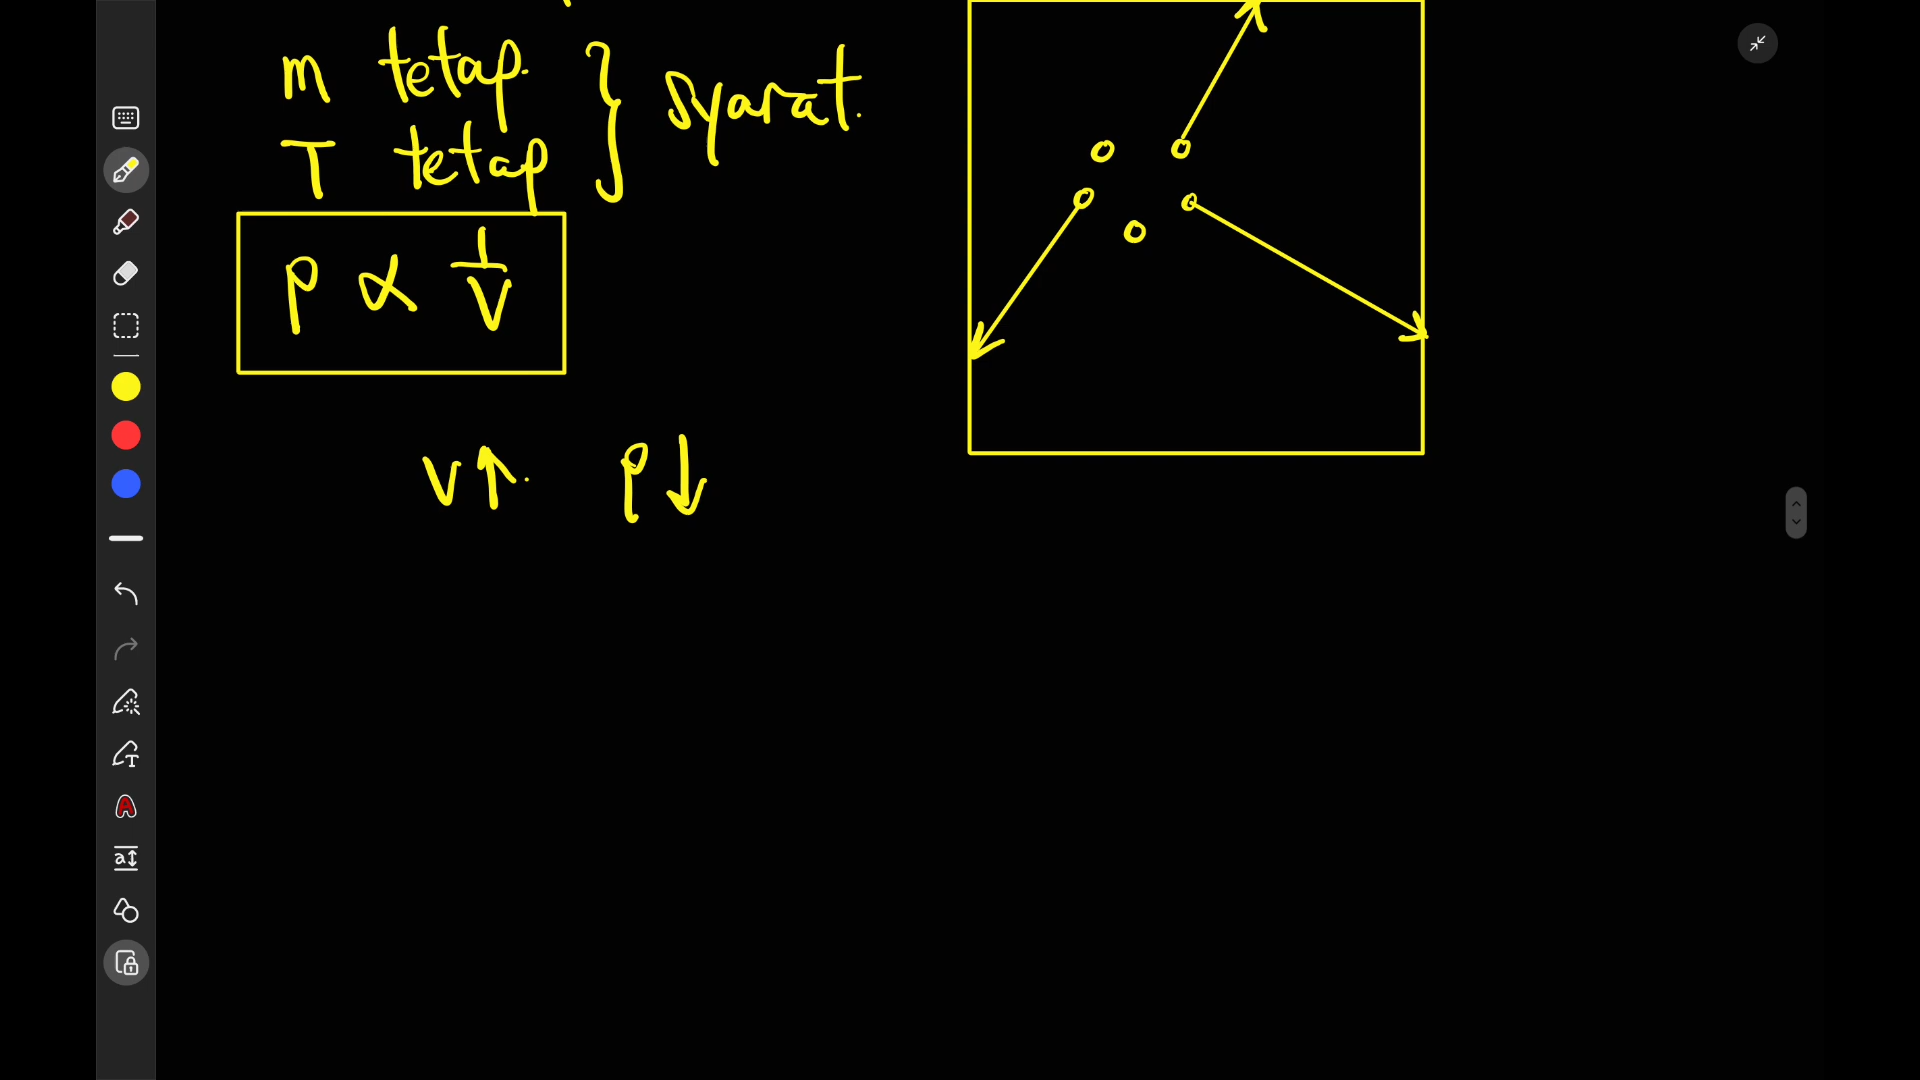 m tetap.
T tetap } syarat.
P ∝ 1/V
V↑. P↓